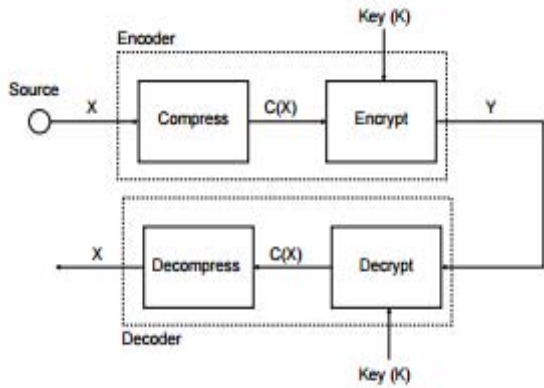 Key (K)
Encoder
Source
X
Compress
C(X)
Encrypt
Y
X
Decompress
C(X)
Decrypt
Decoder
Key (K)